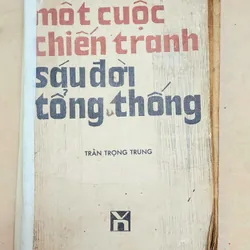 một cuộc
chiến tranh
sáu đời
tổng thống
TRẦN TRỌNG TRUNG